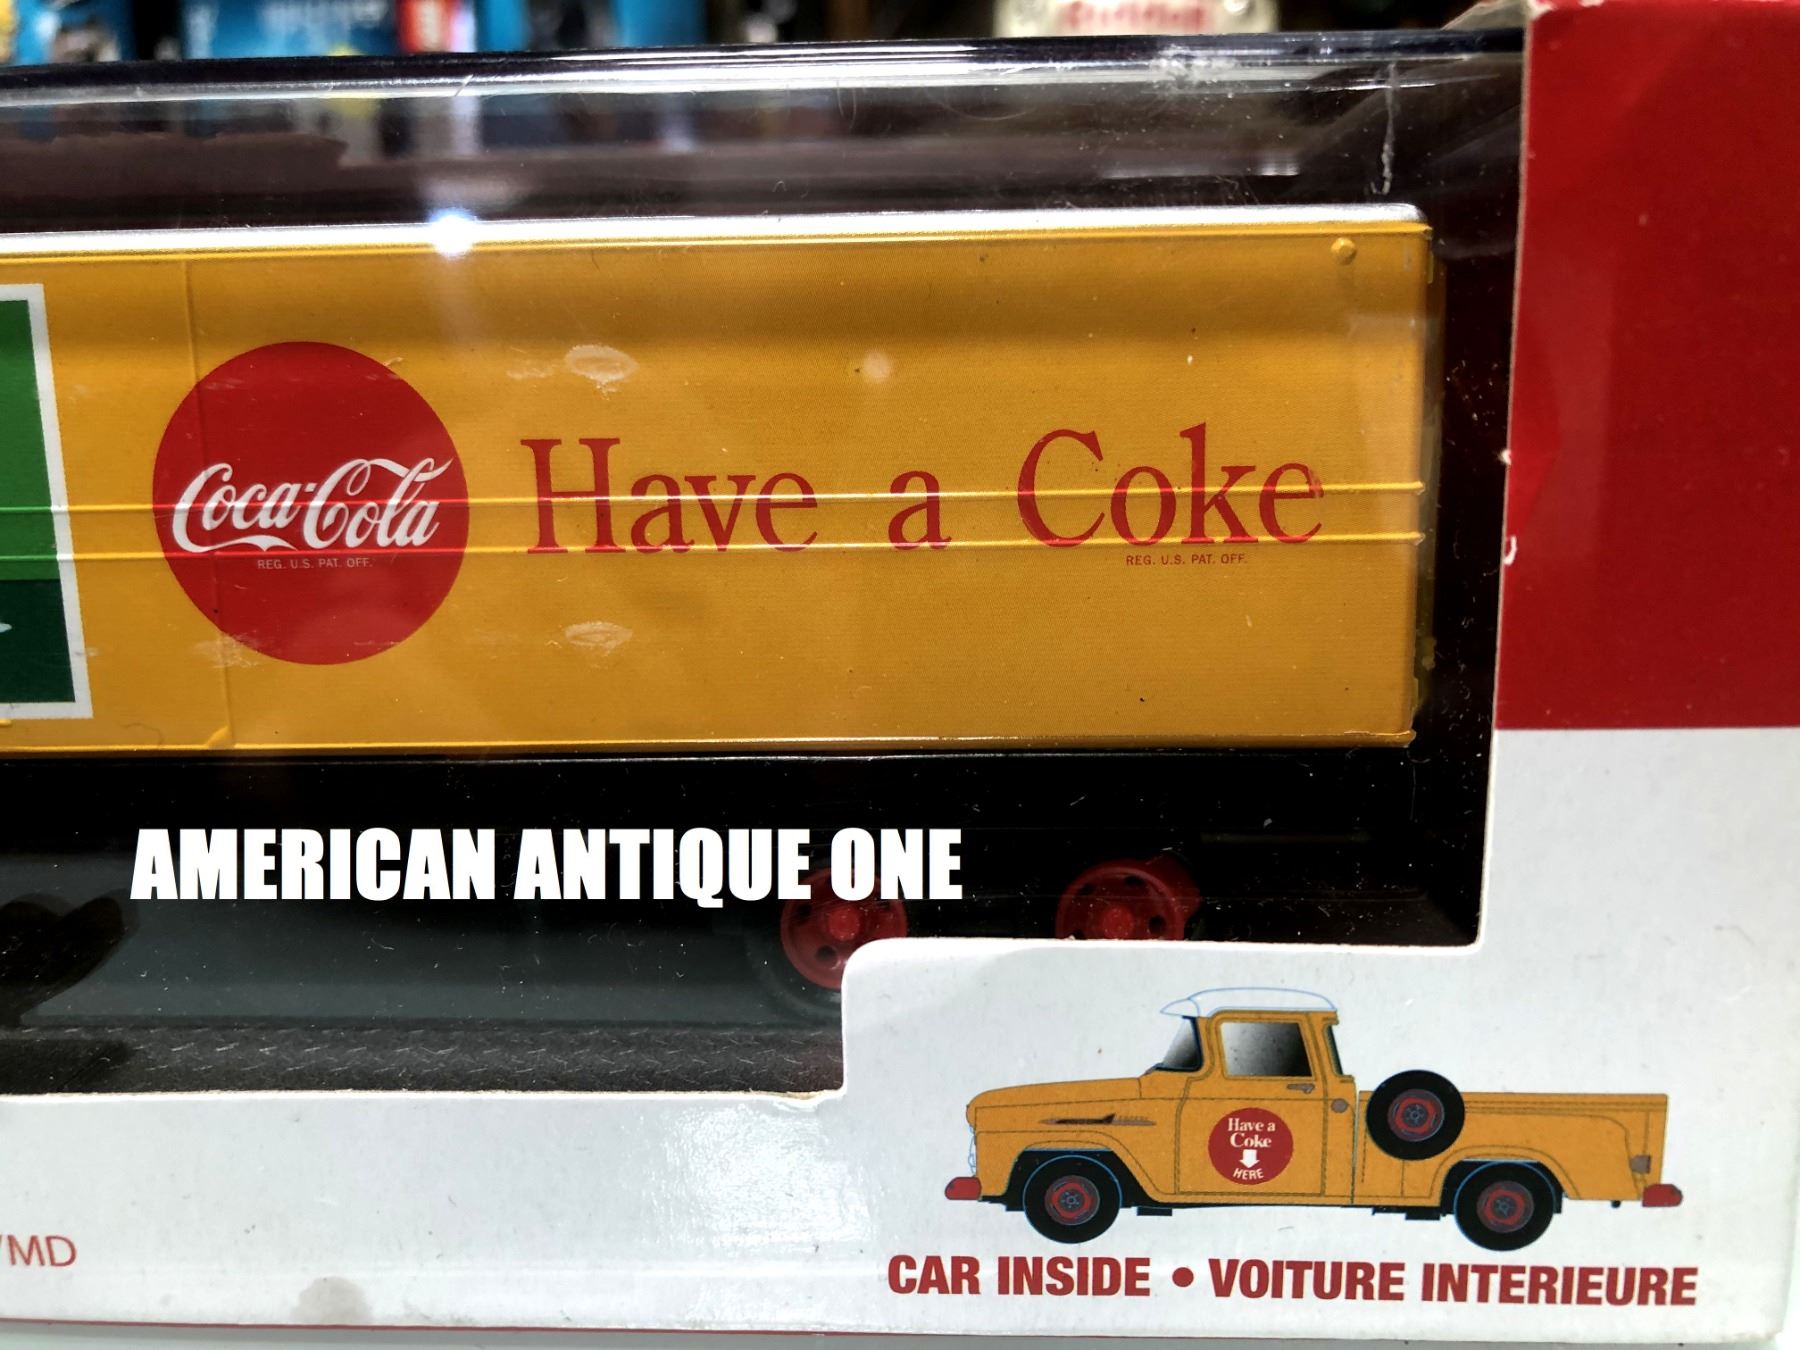 Coca-Cola
REG. U.S. PAT. OFF.
Have a Coke
REG. U.S. PAT. OFF.
AMERICAN ANTIQUE ONE
Have a
Coke
HERE
/MD
CAR INSIDE • VOITURE INTERIEURE